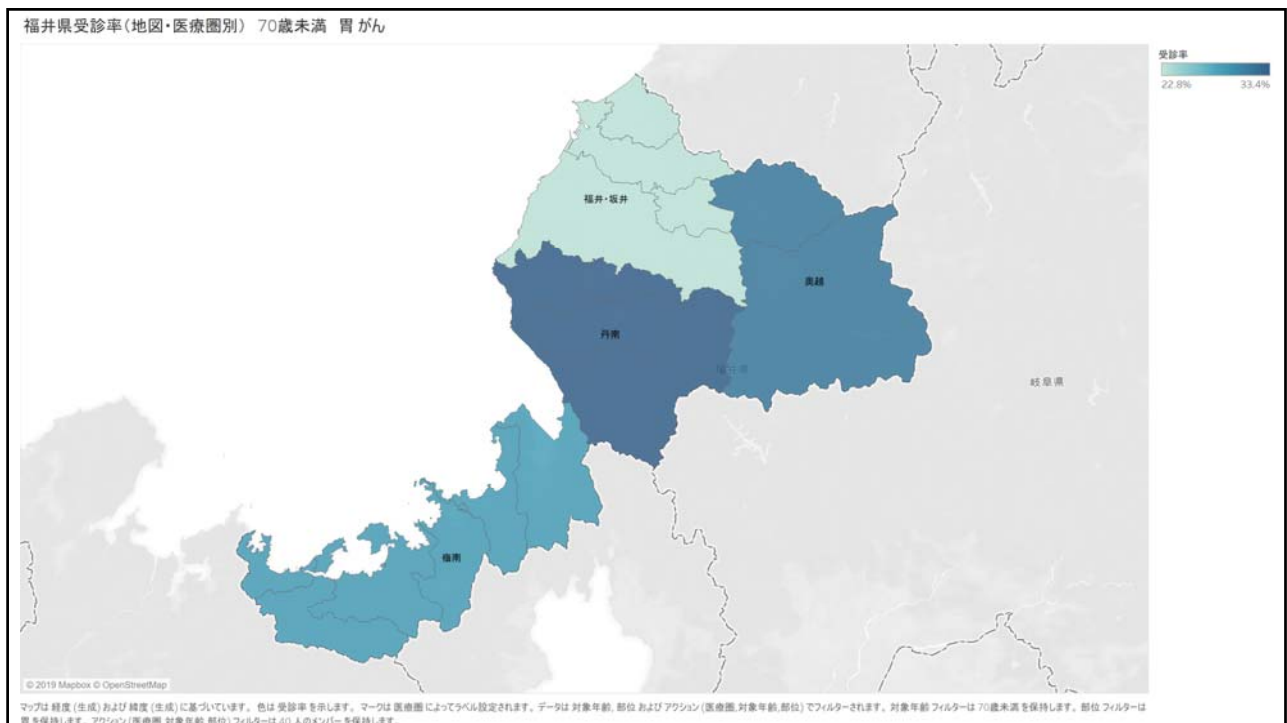 福井県受診率(地図・医療圏別) 70歳未満 胃がん
受診率
22.8% 33.4%
福井・坂井
奥越
丹南
福井県
岐阜県
嶺南
© 2019 Mapbox © OpenStreetMap
マップは 経度 (生成) および 緯度 (生成) に基づいています。 色は 受診率 を示します。 マークは 医療圏 によってラベル設定されます。 データは 対象年齢, 部位 および アクション (医療圏, 対象年齢, 部位) でフィルターされます。 対象年齢 フィルターは 70歳未満 を保持します。 部位 フィルターは
胃 を保持します。 アクション (医療圏, 対象年齢, 部位) フィルターは 40 人のメンバー を保持します。